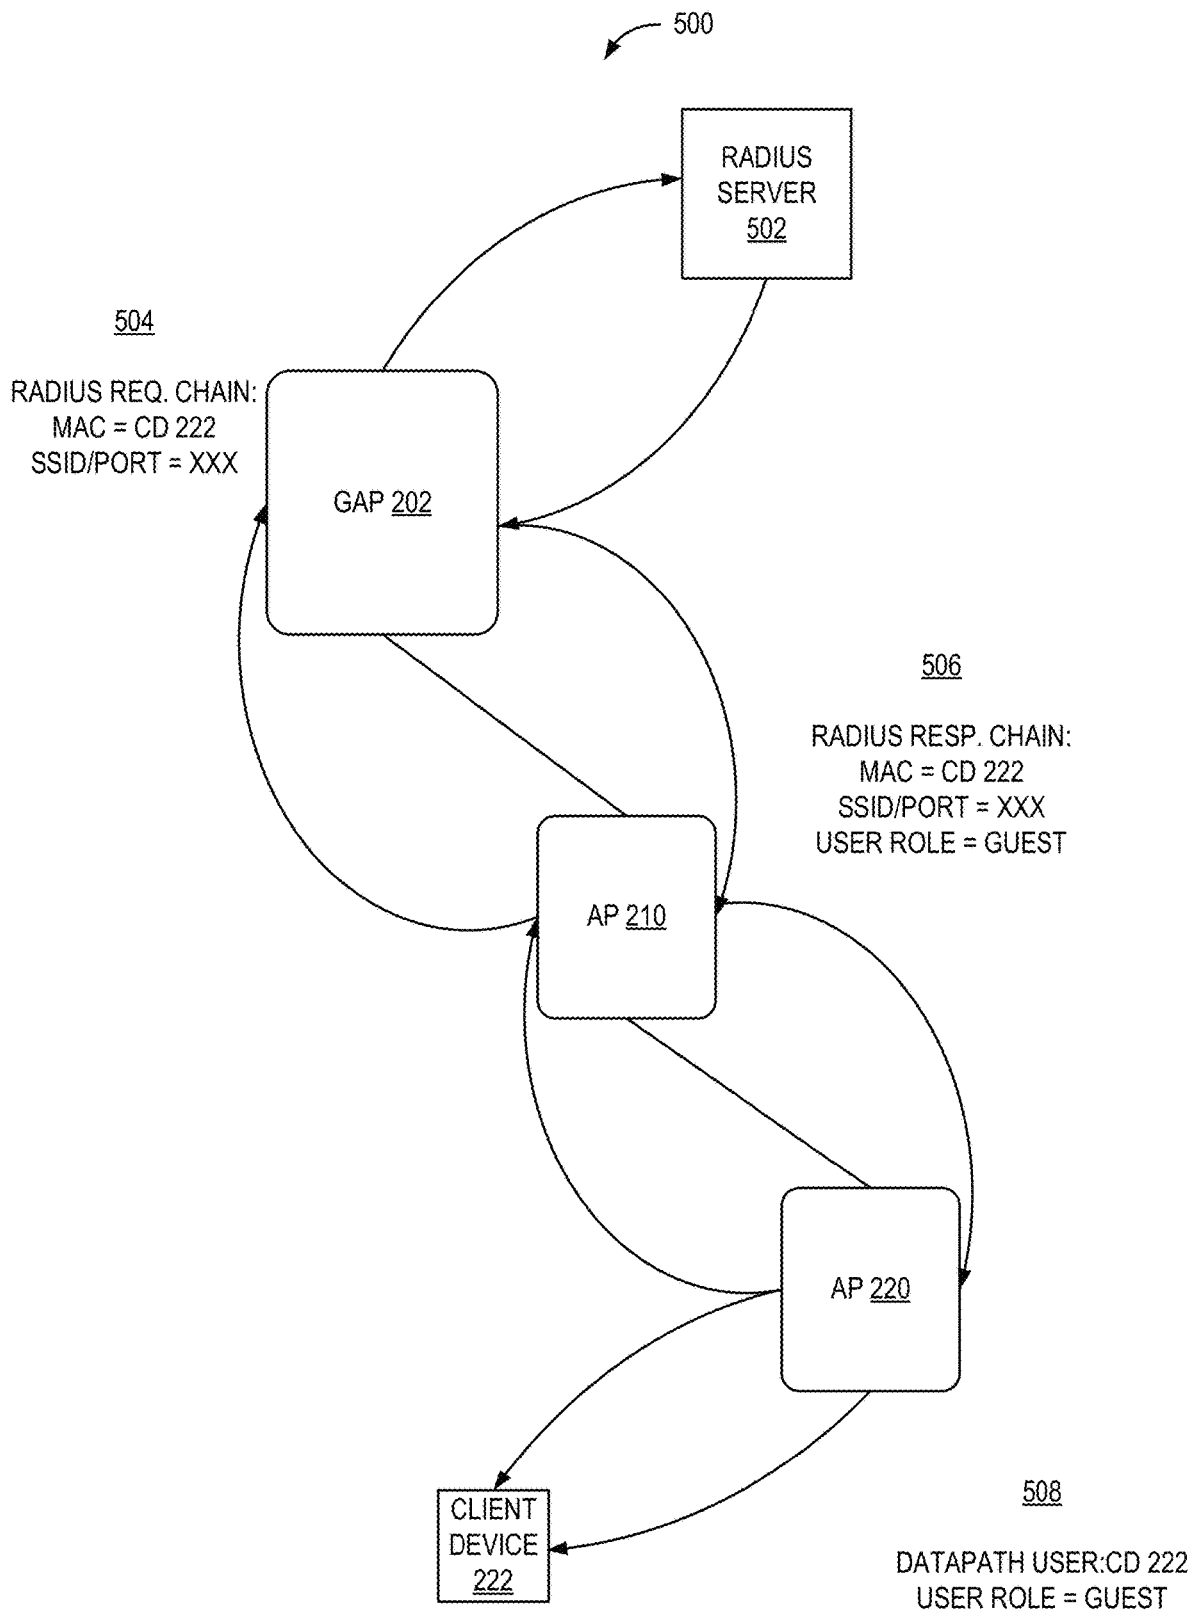 500
RADIUS
SERVER
502
504
RADIUS REQ. CHAIN:
MAC = CD 222
SSID/PORT = XXX
GAP 202
506
RADIUS RESP. CHAIN:
MAC = CD 222
SSID/PORT = XXX
USER ROLE = GUEST
AP 210
AP 220
CLIENT
DEVICE
222
508
DATAPATH USER:CD 222
USER ROLE = GUEST